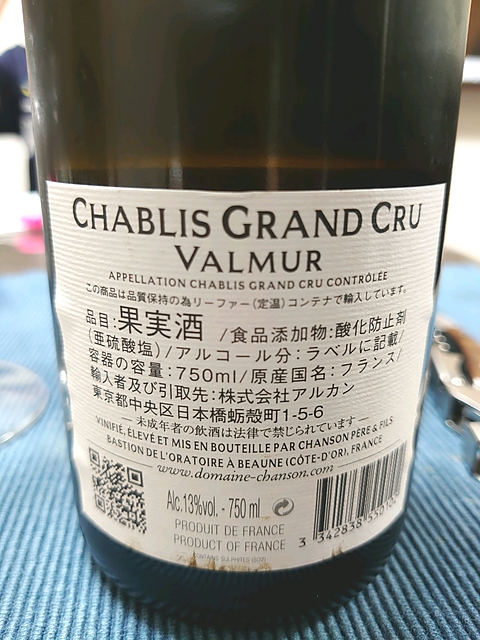 CHABLIS GRAND CRU
VALMUR
APPELLATION CHABLIS GRAND CRU CONTRÔLÉE
この商品は品質保持の為リーファー(定温)コンテナで輸入しています。
品目:果実酒 /食品添加物:酸化防止剤
(亜硫酸塩)/アルコール分:ラベルに記載/
容器の容量:750ml/原産国名:フランス/
輸入者及び引取先:株式会社アルカン
東京都中央区日本橋蛎殻町1-5-6
未成年者の飲酒は法律で禁じられています
VINIFIÉ, ÉLEVÉ ET MIS EN BOUTEILLE PAR CHANSON PÈRE & FILS
BASTION DE L'ORATOIRE À BEAUNE (CÔTE-D'OR), FRANCE
www.domaine-chanson.com
Alc.13%vol. - 750 ml
PRODUIT DE FRANCE
PRODUCT OF FRANCE
CONTAINS SULPHITES